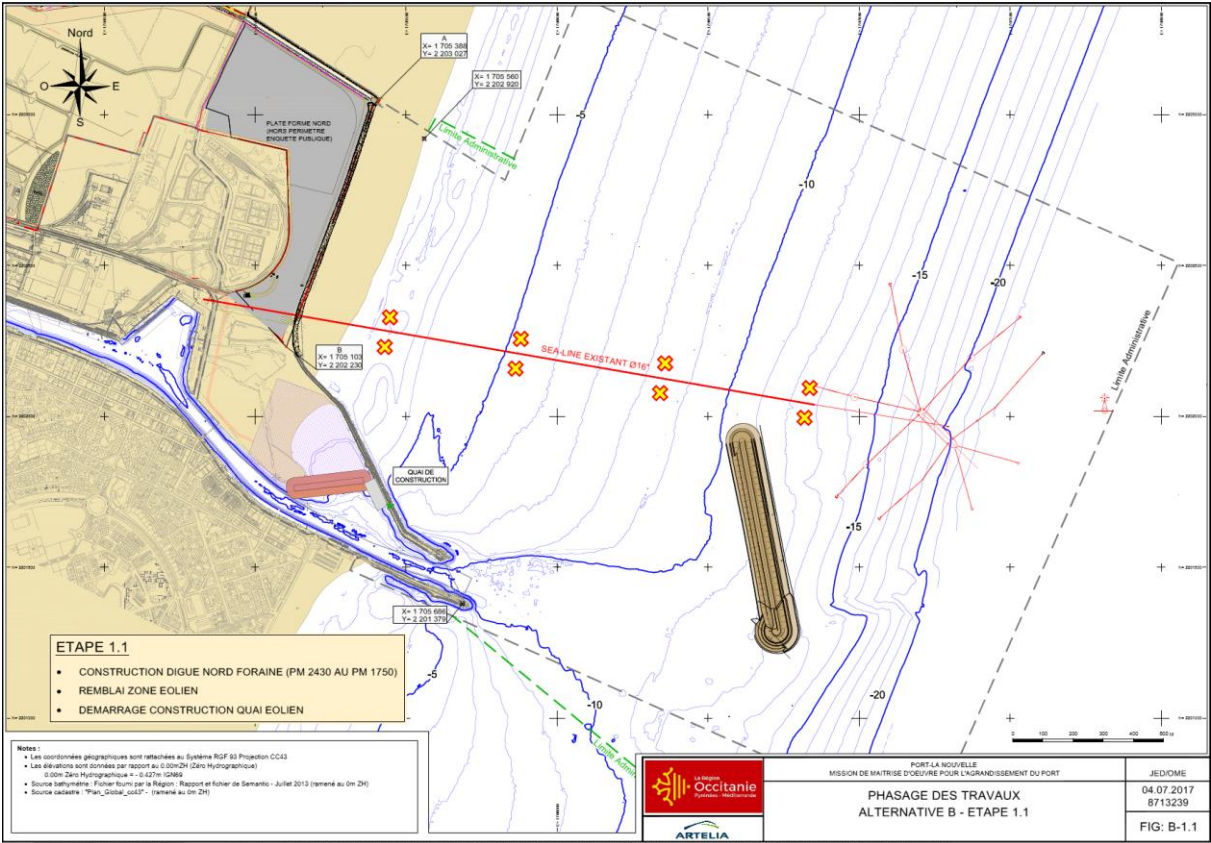 Nord
O
E
S
A
X= 1 705 388
Y= 2 203 027
X= 1 705 560
Y= 2 202 920
PLATE FORME NORD
(HORS PERIMETRE
ENQUETE PUBLIQUE)
Limite Administrative
-5
-10
-15
-20
SEA-LINE EXISTANT Ø16"
Limite Administrative
B
X= 1 705 103
Y= 2 202 230
QUAI DE
CONSTRUCTION
-15
X= 1 705 686
Y= 2 201 379
-5
-10
-20
Limite Admin
ETAPE 1.1
• CONSTRUCTION DIGUE NORD FORAINE (PM 2430 AU PM 1750)
• REMBLAI ZONE EOLIEN
• DEMARRAGE CONSTRUCTION QUAI EOLIEN
0 100 200 300 400 500 m
Notes :
• Les coordonnées géographiques sont rattachées au Système RGF 93 Projection CC43
• Les élévations sont données par rapport au 0.00mZH (Zéro Hydrographique)
0.00m Zéro Hydrographique = - 0.427m IGN69
• Source bathymétrie : Fichier fourni par la Région : Rapport et fichier de Semantic - Juillet 2013 (ramené au 0m ZH)
• Source cadastre : "Plan_Global_cc43" - (ramené au 0m ZH)
La Région
Occitanie
Pyrénées - Méditerranée
ARTELIA
PORT-LA NOUVELLE
MISSION DE MAITRISE D'OEUVRE POUR L'AGRANDISSEMENT DU PORT
PHASAGE DES TRAVAUX
ALTERNATIVE B - ETAPE 1.1
JED/OME
04.07.2017
8713239
FIG: B-1.1